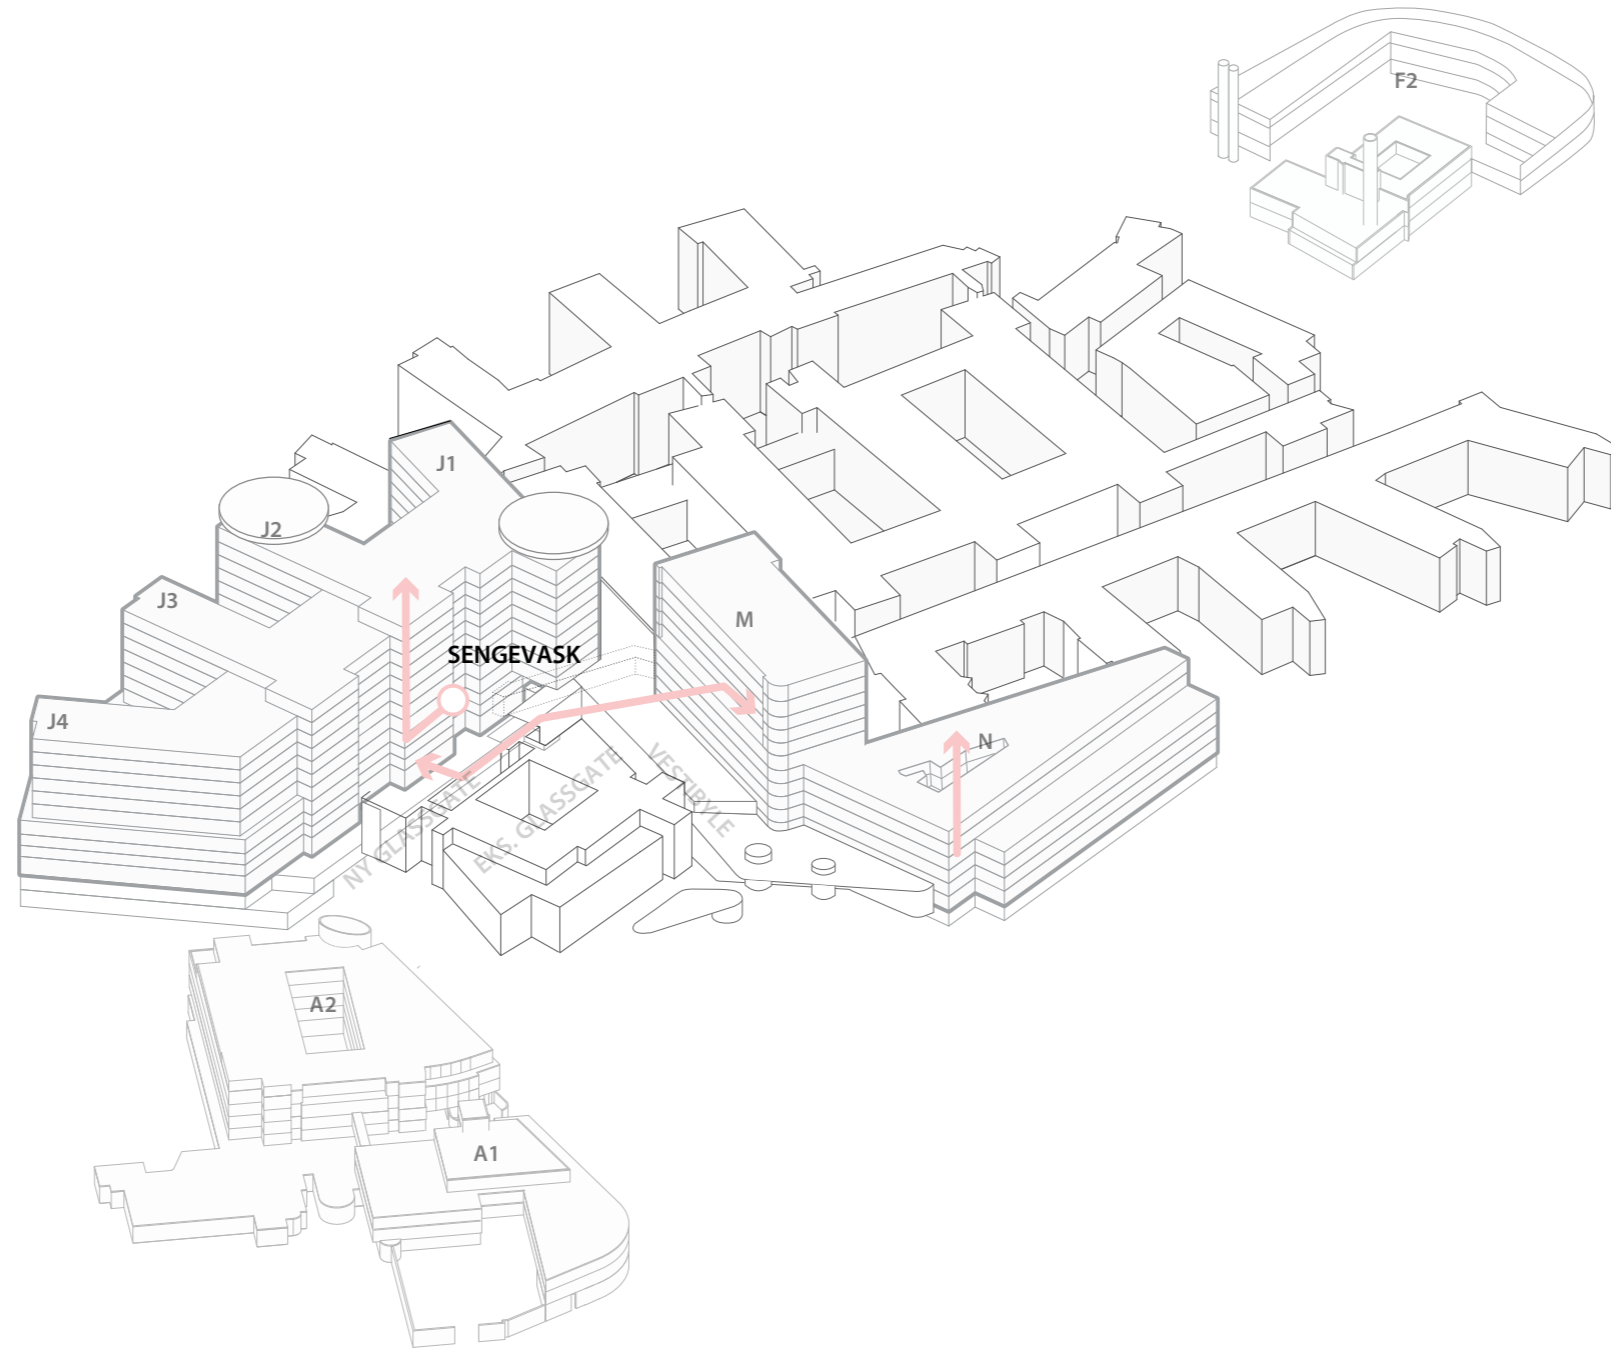 F2
J1
J2
J3
M
SENGEVASK
J4
N
NY GLASSGATE
EKS. GLASSGATE
VESTIBYLE
A2
A1